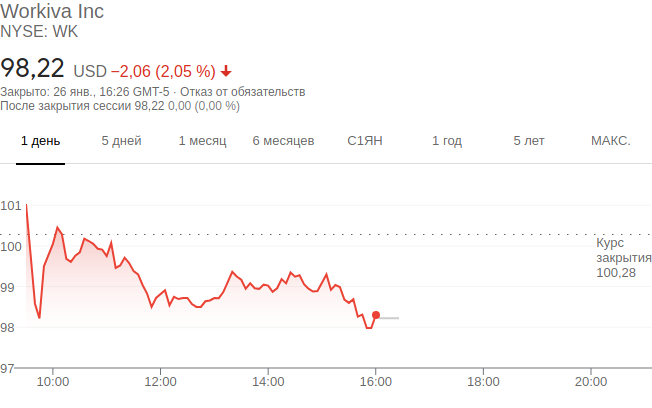 Workiva Inc
NYSE: WK
98,22 USD −2,06 (2,05 %)
Закрыто: 26 янв., 16:26 GMT-5 · Отказ от обязательств
После закрытия сессии 98,22 0,00 (0,00 %)
1 день 5 дней 1 месяц 6 месяцев С1ЯН 1 год 5 лет МАКС.
101
100
99
98
97
Курс
закрытия
100,28
10:00 12:00 14:00 16:00 18:00 20:00